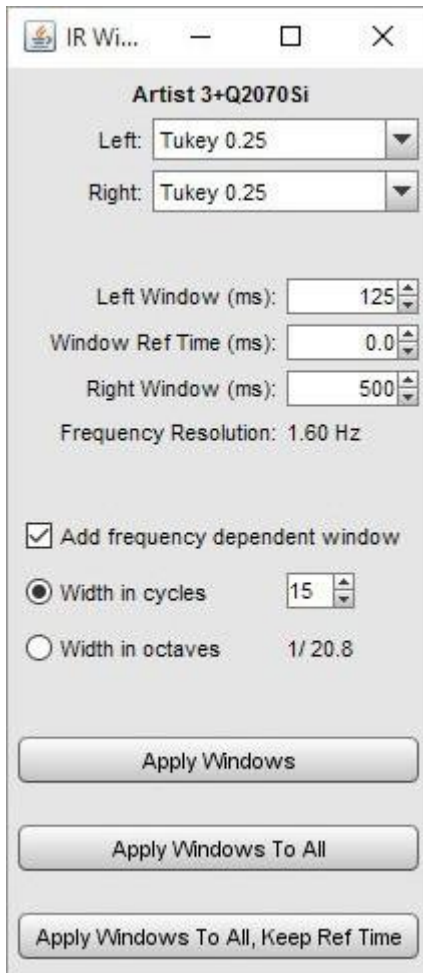 IR Wi...
Artist 3+Q2070Si
Left: Tukey 0.25
Right: Tukey 0.25
Left Window (ms): 125
Window Ref Time (ms): 0.0
Right Window (ms): 500
Frequency Resolution: 1.60 Hz
Add frequency dependent window
Width in cycles 15
Width in octaves 1/ 20.8
Apply Windows
Apply Windows To All
Apply Windows To All, Keep Ref Time